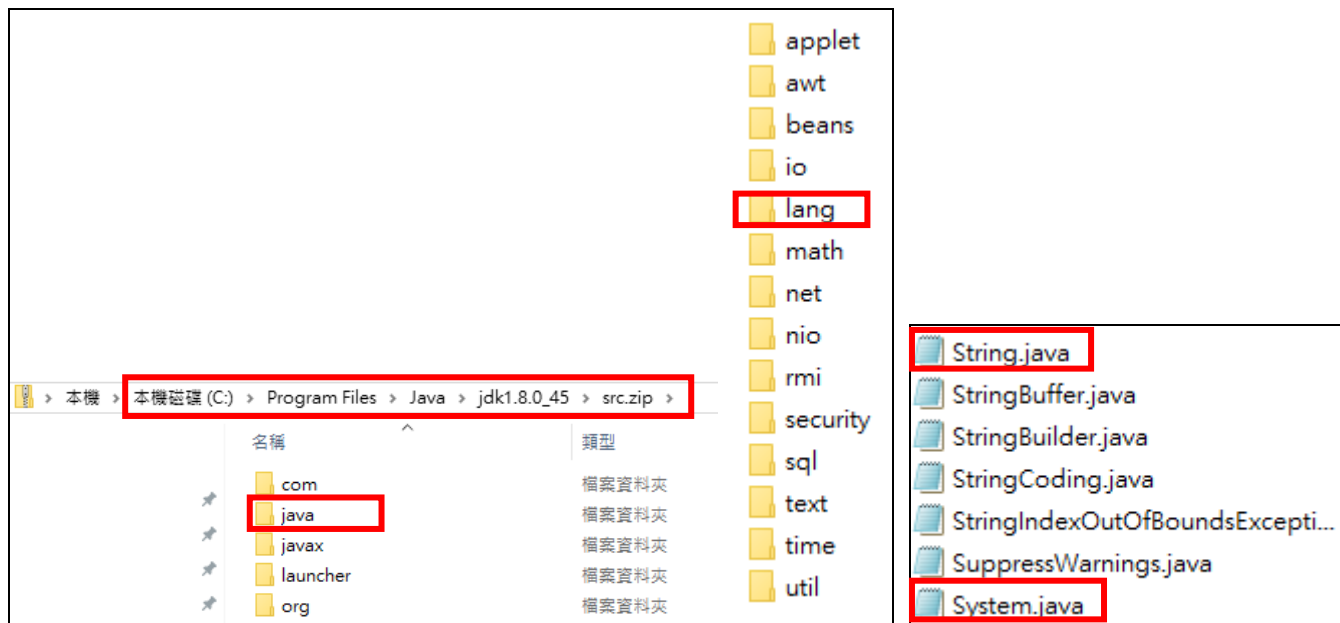 本機 › 本機磁碟 (C:) › Program Files › Java › jdk1.8.0_45 › src.zip ›
名稱 類型
com 檔案資料夾
java 檔案資料夾
javax 檔案資料夾
launcher 檔案資料夾
org 檔案資料夾
applet
awt
beans
io
lang
math
net
nio
rmi
security
sql
text
time
util
String.java
StringBuffer.java
StringBuilder.java
StringCoding.java
StringIndexOutOfBoundsExcepti...
SuppressWarnings.java
System.java